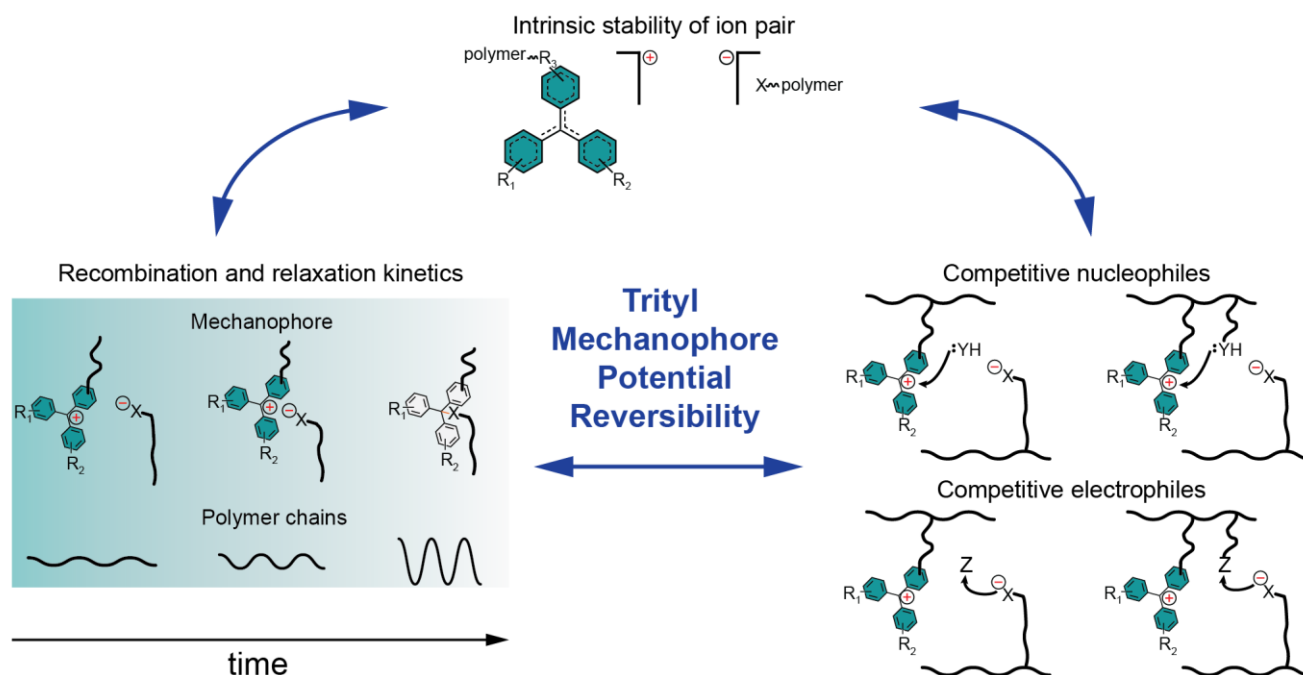 Intrinsic stability of ion pair
polymer R3
+
−
X polymer
R1
R2
Recombination and relaxation kinetics
Mechanophore
R1
+
−
X
R2
R1
+
−
X
R2
R1
X
R2
Polymer chains
time
Trityl
Mechanophore
Potential
Reversibility
Competitive nucleophiles
R1
+
:YH
−
X
R2
R1
+
:YH
−
X
R2
Competitive electrophiles
R1
+
Z
−
X
R2
R1
+
Z
−
X
R2